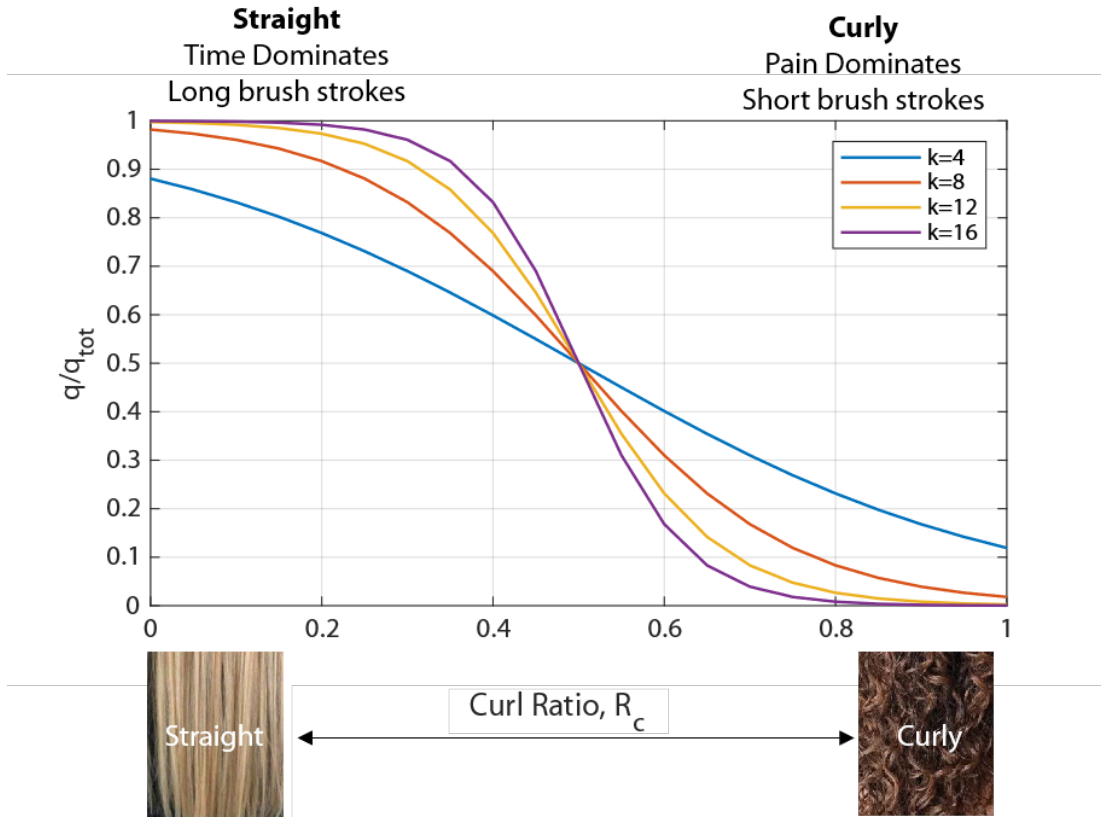 Straight
Time Dominates
Long brush strokes
Curly
Pain Dominates
Short brush strokes
1
0.9
0.8
0.7
0.6
0.5
0.4
0.3
0.2
0.1
0
q/q_tot
k=4
k=8
k=12
k=16
0
0.2
0.4
0.6
0.8
1
Straight
Curl Ratio, R_c
Curly